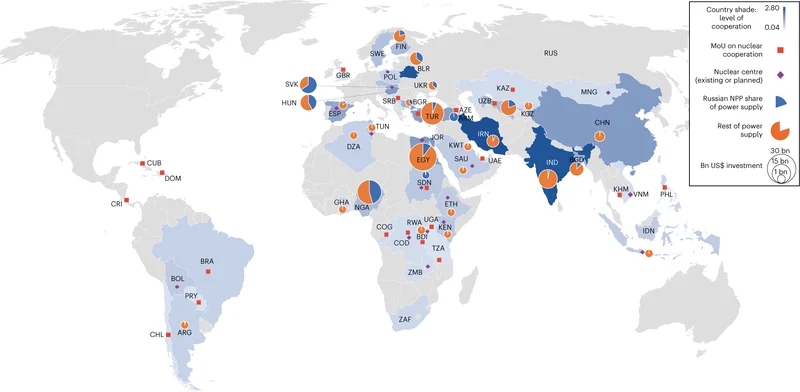 Country shade:
level of
cooperation
2.80
0.04
MoU on nuclear
cooperation
Nuclear centre
(existing or planned)
Russian NPP share
of power supply
Rest of power
supply
30 bn
15 bn
1 bn
Bn US$ investment
RUS
FIN
SWE
BLR
GBR
POL
UKR
KAZ
MNG
SVK
HUN
SRB
BGR
ESP
TUR
AZE
ARM
UZB
KGZ
CHN
TUN
DZA
JOR
IRN
KWT
EGY
SAU
UAE
IND
BGD
CUB
DOM
CRI
SDN
GHA
NGA
ETH
KHM
VNM
PHL
COG
RWA
UGA
KEN
BDI
COD
TZA
IDN
BRA
BOL
ZMB
PRY
CHL
ARG
ZAF